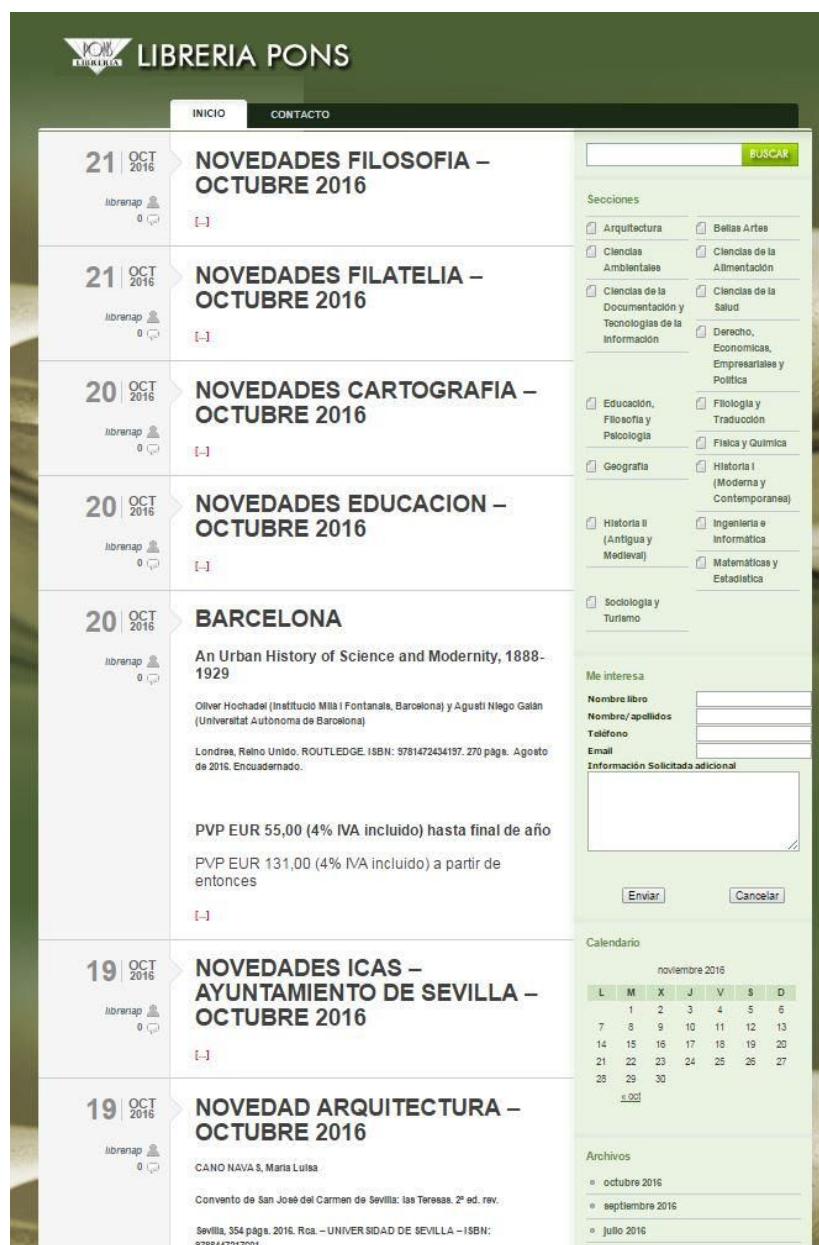 PONS
LIBRERIA
LIBRERIA PONS
INICIO
CONTACTO
21 OCT 2016
librenap
0
NOVEDADES FILOSOFIA –
OCTUBRE 2016
[...]
21 OCT 2016
librenap
0
NOVEDADES FILATELIA –
OCTUBRE 2016
[...]
20 OCT 2016
librenap
0
NOVEDADES CARTOGRAFIA –
OCTUBRE 2016
[...]
20 OCT 2016
librenap
0
NOVEDADES EDUCACION –
OCTUBRE 2016
[...]
20 OCT 2016
librenap
0
BARCELONA
An Urban History of Science and Modernity, 1888-
1929
Oliver Hochadel (Institució Milà i Fontanals, Barcelona) y Agustí Niego Galán
(Universitat Autònoma de Barcelona)
Londres, Reino Unido. ROUTLEDGE. ISBN: 9781472434197. 270 págs. Agosto
de 2016. Encuadernado.
PVP EUR 55,00 (4% IVA incluido) hasta final de año
PVP EUR 131,00 (4% IVA incluido) a partir de
entonces
[...]
19 OCT 2016
librenap
0
NOVEDADES ICAS –
AYUNTAMIENTO DE SEVILLA –
OCTUBRE 2016
[...]
19 OCT 2016
librenap
0
NOVEDAD ARQUITECTURA –
OCTUBRE 2016
CANO NAVAS, María Luisa
Convento de San José del Carmen de Sevilla: las Teresas. 2ª ed. rev.
Sevilla, 354 págs. 2016. Rca. – UNIVERSIDAD DE SEVILLA – ISBN:
BUSCAR
Secciones
Arquitectura
Bellas Artes
Ciencias
Ambientales
Ciencias de la
Alimentación
Ciencias de la
Documentación y
Tecnologías de la
Información
Ciencias de la
Salud
Derecho,
Economicas,
Empresariales y
Política
Educación,
Filosofía y
Psicología
Filología y
Traducción
Física y Química
Geografía
Historia I
(Moderna y
Contemporanea)
Historia II
(Antigua y
Medieval)
Ingeniería e
Informática
Matemáticas y
Estadística
Sociología y
Turismo
Me interesa
Nombre libro
Nombre/apellidos
Teléfono
Email
Información Solicitada adicional
Enviar
Cancelar
Calendario
noviembre 2016
L M X J V S D
1 2 3 4 5 6
7 8 9 10 11 12 13
14 15 16 17 18 19 20
21 22 23 24 25 26 27
28 29 30
« oct
Archivos
octubre 2016
septiembre 2016
julio 2016